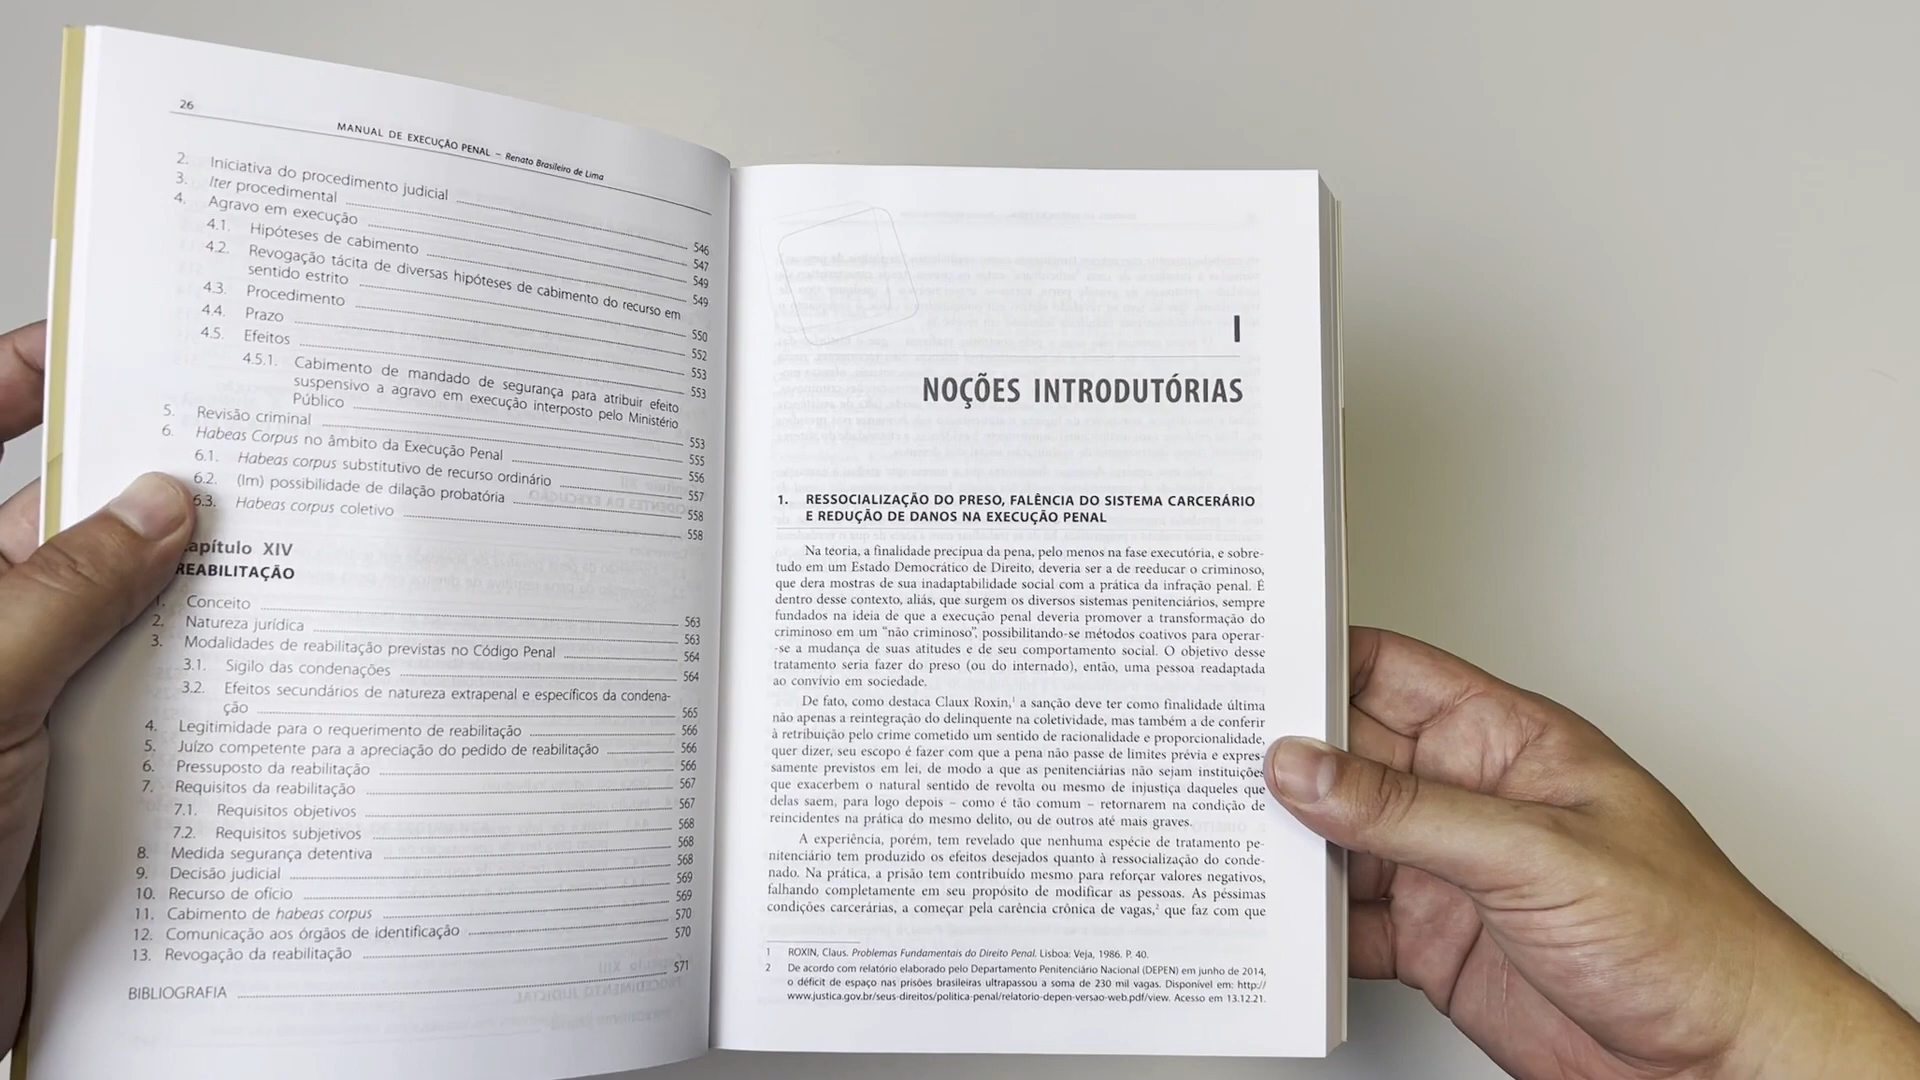 26
MANUAL DE EXECUÇÃO PENAL – Renato Brasileiro de Lima
2. Iniciativa do procedimento judicial 546
3. Iter procedimental 547
4. Agravo em execução 549
4.1. Hipóteses de cabimento 549
4.2. Revogação tácita de diversas hipóteses de cabimento do recurso em
sentido estrito 550
4.3. Procedimento 552
4.4. Prazo 553
4.5. Efeitos 553
4.5.1. Cabimento de mandado de segurança para atribuir efeito
suspensivo a agravo em execução interposto pelo Ministério
Público 553
5. Revisão criminal 555
6. Habeas Corpus no âmbito da Execução Penal 556
6.1. Habeas corpus substitutivo de recurso ordinário 557
6.2. (Im) possibilidade de dilação probatória 558
6.3. Habeas corpus coletivo 558
Capítulo XIV
REABILITAÇÃO
1. Conceito 563
2. Natureza jurídica 563
3. Modalidades de reabilitação previstas no Código Penal 564
3.1. Sigilo das condenações 564
3.2. Efeitos secundários de natureza extrapenal e específicos da condena-
ção 565
4. Legitimidade para o requerimento de reabilitação 566
5. Juízo competente para a apreciação do pedido de reabilitação 566
6. Pressuposto da reabilitação 566
7. Requisitos da reabilitação 567
7.1. Requisitos objetivos 567
7.2. Requisitos subjetivos 568
8. Medida segurança detentiva 568
9. Decisão judicial 568
10. Recurso de ofício 569
11. Cabimento de habeas corpus 569
12. Comunicação aos órgãos de identificação 570
13. Revogação da reabilitação 570
BIBLIOGRAFIA 571
I
NOÇÕES INTRODUTÓRIAS
1. RESSOCIALIZAÇÃO DO PRESO, FALÊNCIA DO SISTEMA CARCERÁRIO
E REDUÇÃO DE DANOS NA EXECUÇÃO PENAL
Na teoria, a finalidade precípua da pena, pelo menos na fase executória, e sobre-
tudo em um Estado Democrático de Direito, deveria ser a de reeducar o criminoso,
que dera mostras de sua inadaptabilidade social com a prática da infração penal. É
dentro desse contexto, aliás, que surgem os diversos sistemas penitenciários, sempre
fundados na ideia de que a execução penal deveria promover a transformação do
criminoso em um "não criminoso", possibilitando-se métodos coativos para operar-
-se a mudança de suas atitudes e de seu comportamento social. O objetivo desse
tratamento seria fazer do preso (ou do internado), então, uma pessoa readaptada
ao convívio em sociedade.
De fato, como destaca Claux Roxin,¹ a sanção deve ter como finalidade última
não apenas a reintegração do delinquente na coletividade, mas também a de conferir
à retribuição pelo crime cometido um sentido de racionalidade e proporcionalidade,
quer dizer, seu escopo é fazer com que a pena não passe de limites prévia e expres-
samente previstos em lei, de modo a que as penitenciárias não sejam instituições
que exacerbem o natural sentido de revolta ou mesmo de injustiça daqueles que
delas saem, para logo depois – como é tão comum – retornarem na condição de
reincidentes na prática do mesmo delito, ou de outros até mais graves.
A experiência, porém, tem revelado que nenhuma espécie de tratamento pe-
nitenciário tem produzido os efeitos desejados quanto à ressocialização do conde-
nado. Na prática, a prisão tem contribuído mesmo para reforçar valores negativos,
falhando completamente em seu propósito de modificar as pessoas. As péssimas
condições carcerárias, a começar pela carência crônica de vagas,² que faz com que
1 ROXIN, Claus. Problemas Fundamentais do Direito Penal. Lisboa: Veja, 1986. P. 40.
2 De acordo com relatório elaborado pelo Departamento Penitenciário Nacional (DEPEN) em junho de 2014,
o déficit de espaço nas prisões brasileiras ultrapassou a soma de 230 mil vagas. Disponível em: http://
www.justica.gov.br/seus-direitos/politica-penal/relatorio-depen-versao-web.pdf/view. Acesso em 13.12.21.